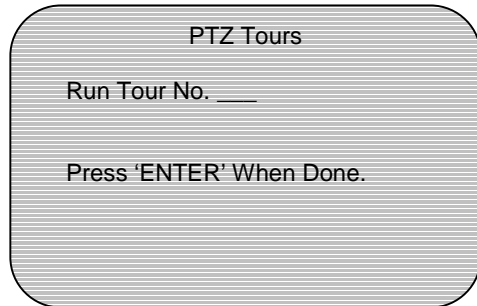 PTZ Tours
Run Tour No. ___
Press ‘ENTER’ When Done.